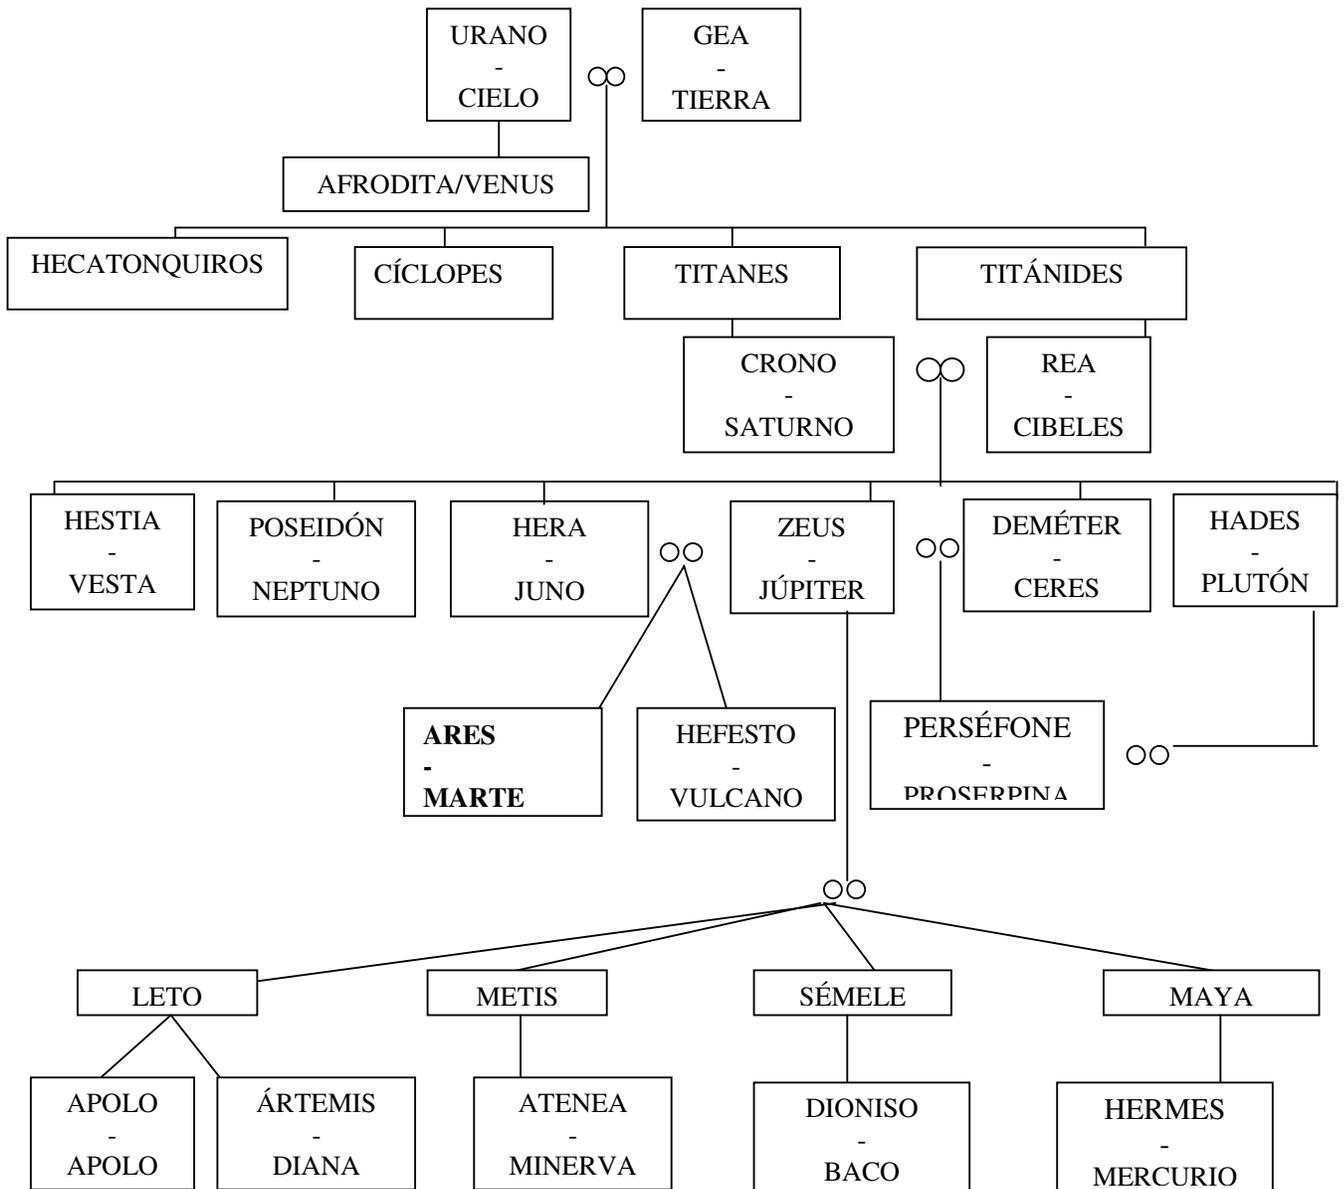 URANO
-
CIELO
GEA
-
TIERRA
AFRODITA/VENUS
HECATONQUIROS
CÍCLOPES
TITANES
TITÁNIDES
CRONO
-
SATURNO
REA
-
CIBELES
HESTIA
-
VESTA
POSEIDÓN
-
NEPTUNO
HERA
-
JUNO
ZEUS
-
JÚPITER
DEMÉTER
-
CERES
HADES
-
PLUTÓN
ARES
-
MARTE
HEFESTO
-
VULCANO
PERSÉFONE
-
PROSERPINA
LETO
METIS
SÉMELE
MAYA
APOLO
-
APOLO
ÁRTEMIS
-
DIANA
ATENEA
-
MINERVA
DIONISO
-
BACO
HERMES
-
MERCURIO